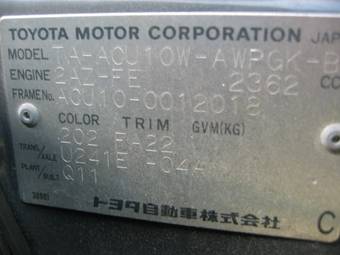 TOYOTA MOTOR CORPORATION JAP
MODEL TA-ACU10W-AWPGK-B
ENGINE 2AZ-FE 2362 CC
FRAME No. ACU10-0012018
COLOR TRIM GVM(KG)
202 EA22
TRANS./AXLE U241E -04A
PLANT/BUILT Q11
トヨタ自動車株式会社
C